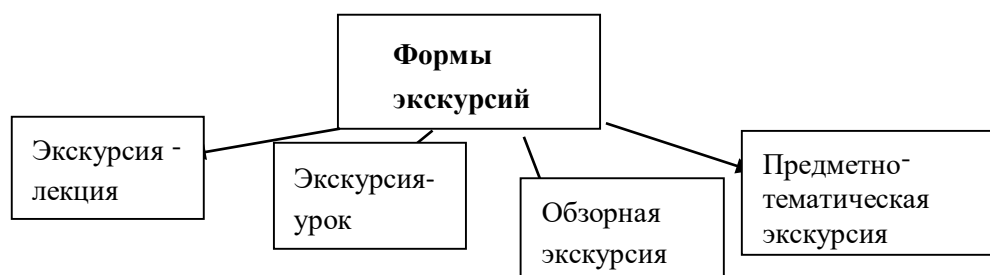 Формы
экскурсий
Экскурсия -
лекция
Экскурсия-
урок
Обзорная
экскурсия
Предметно-
тематическая
экскурсия